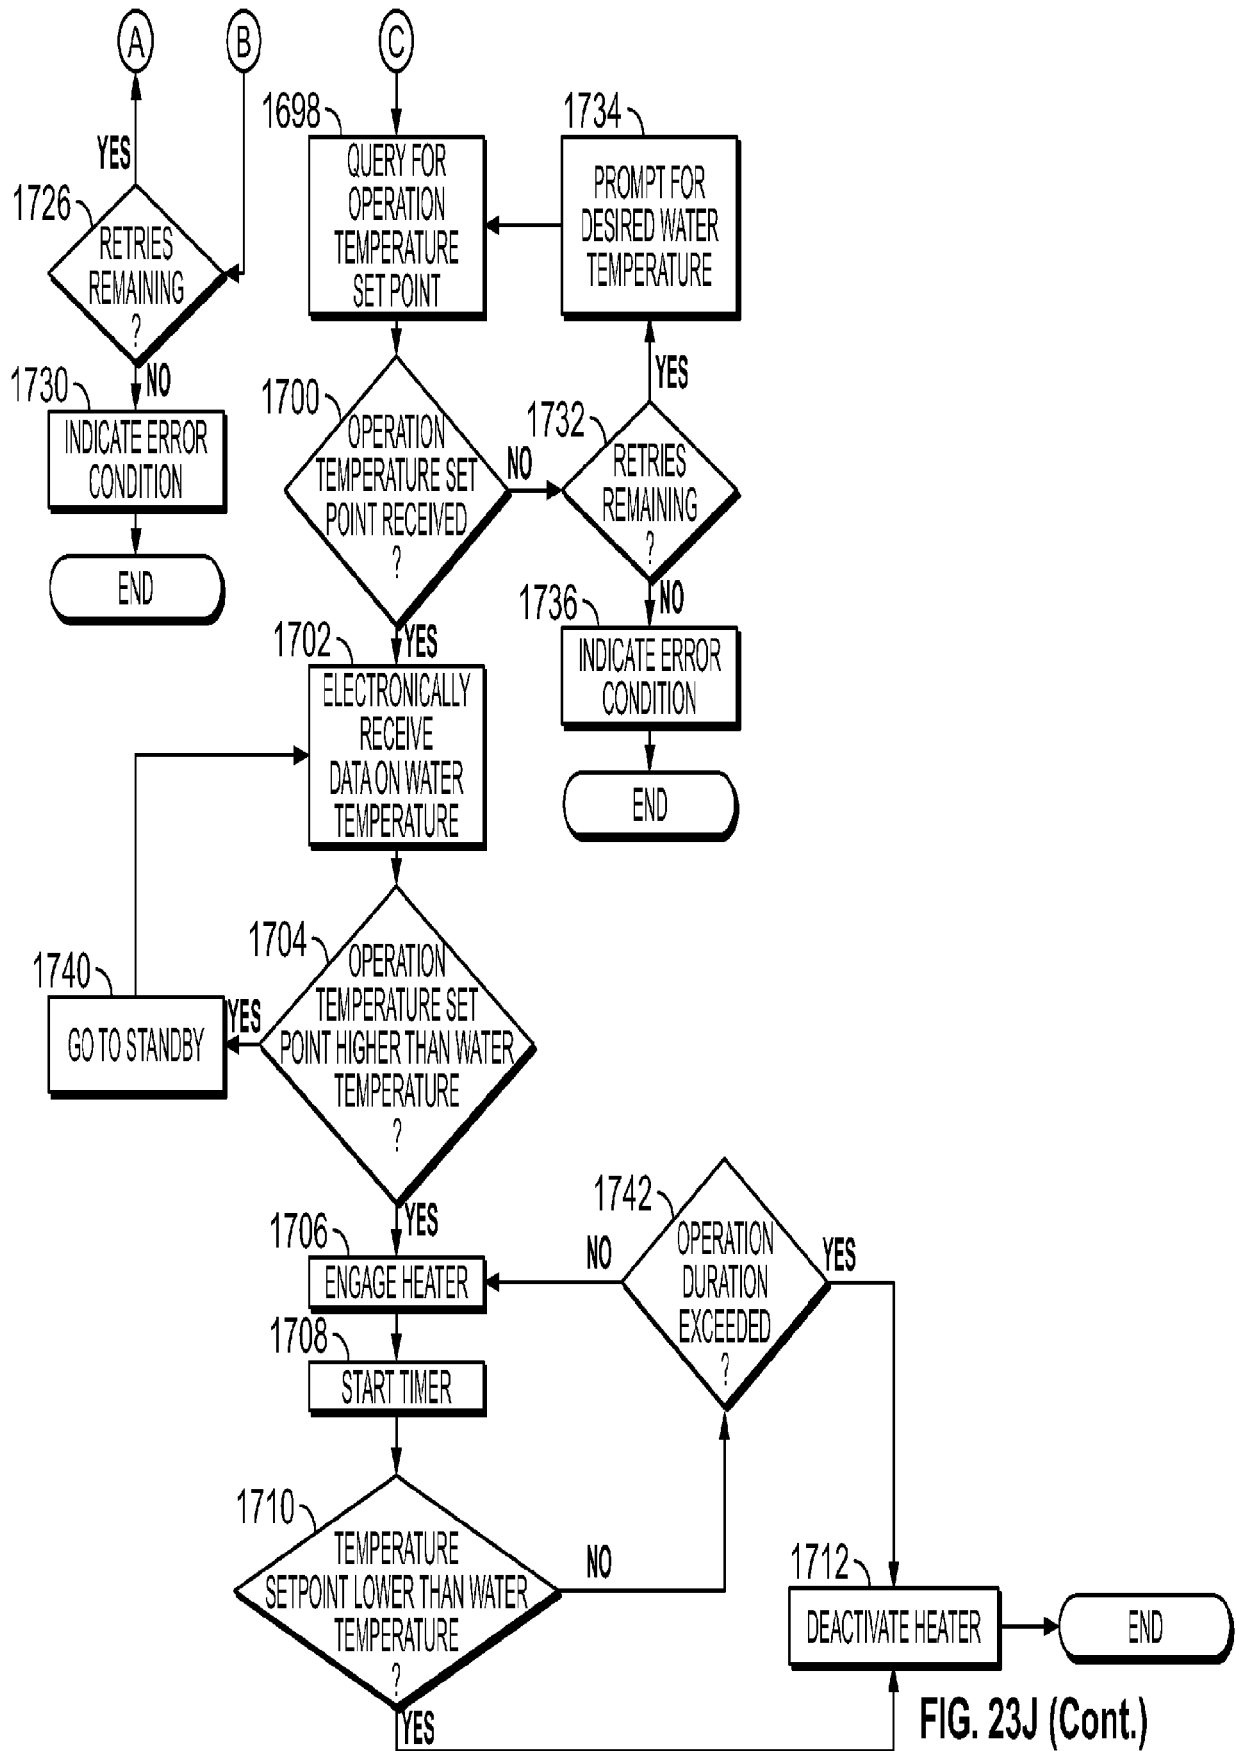 A
B
C
YES
1726
RETRIES
REMAINING
?
NO
1730
INDICATE ERROR
CONDITION
END
1698
QUERY FOR
OPERATION
TEMPERATURE
SET POINT
1734
PROMPT FOR
DESIRED WATER
TEMPERATURE
1700
OPERATION
TEMPERATURE SET
POINT RECEIVED
?
NO
YES
1732
RETRIES
REMAINING
?
YES
NO
1736
INDICATE ERROR
CONDITION
END
1702
ELECTRONICALLY
RECEIVE
DATA ON WATER
TEMPERATURE
1704
OPERATION
TEMPERATURE SET
POINT HIGHER THAN WATER
TEMPERATURE
?
YES
1740
GO TO STANDBY
YES
1706
ENGAGE HEATER
1708
START TIMER
1742
OPERATION
DURATION
EXCEEDED
?
NO
YES
1710
TEMPERATURE
SETPOINT LOWER THAN WATER
TEMPERATURE
?
NO
YES
1712
DEACTIVATE HEATER
END
FIG. 23J (Cont.)